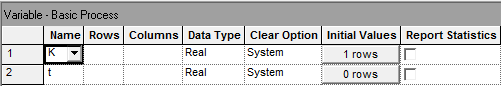 Variable - Basic Process
Name Rows Columns Data Type Clear Option Initial Values Report Statistics
1 K Real System 1 rows
2 t Real System 0 rows